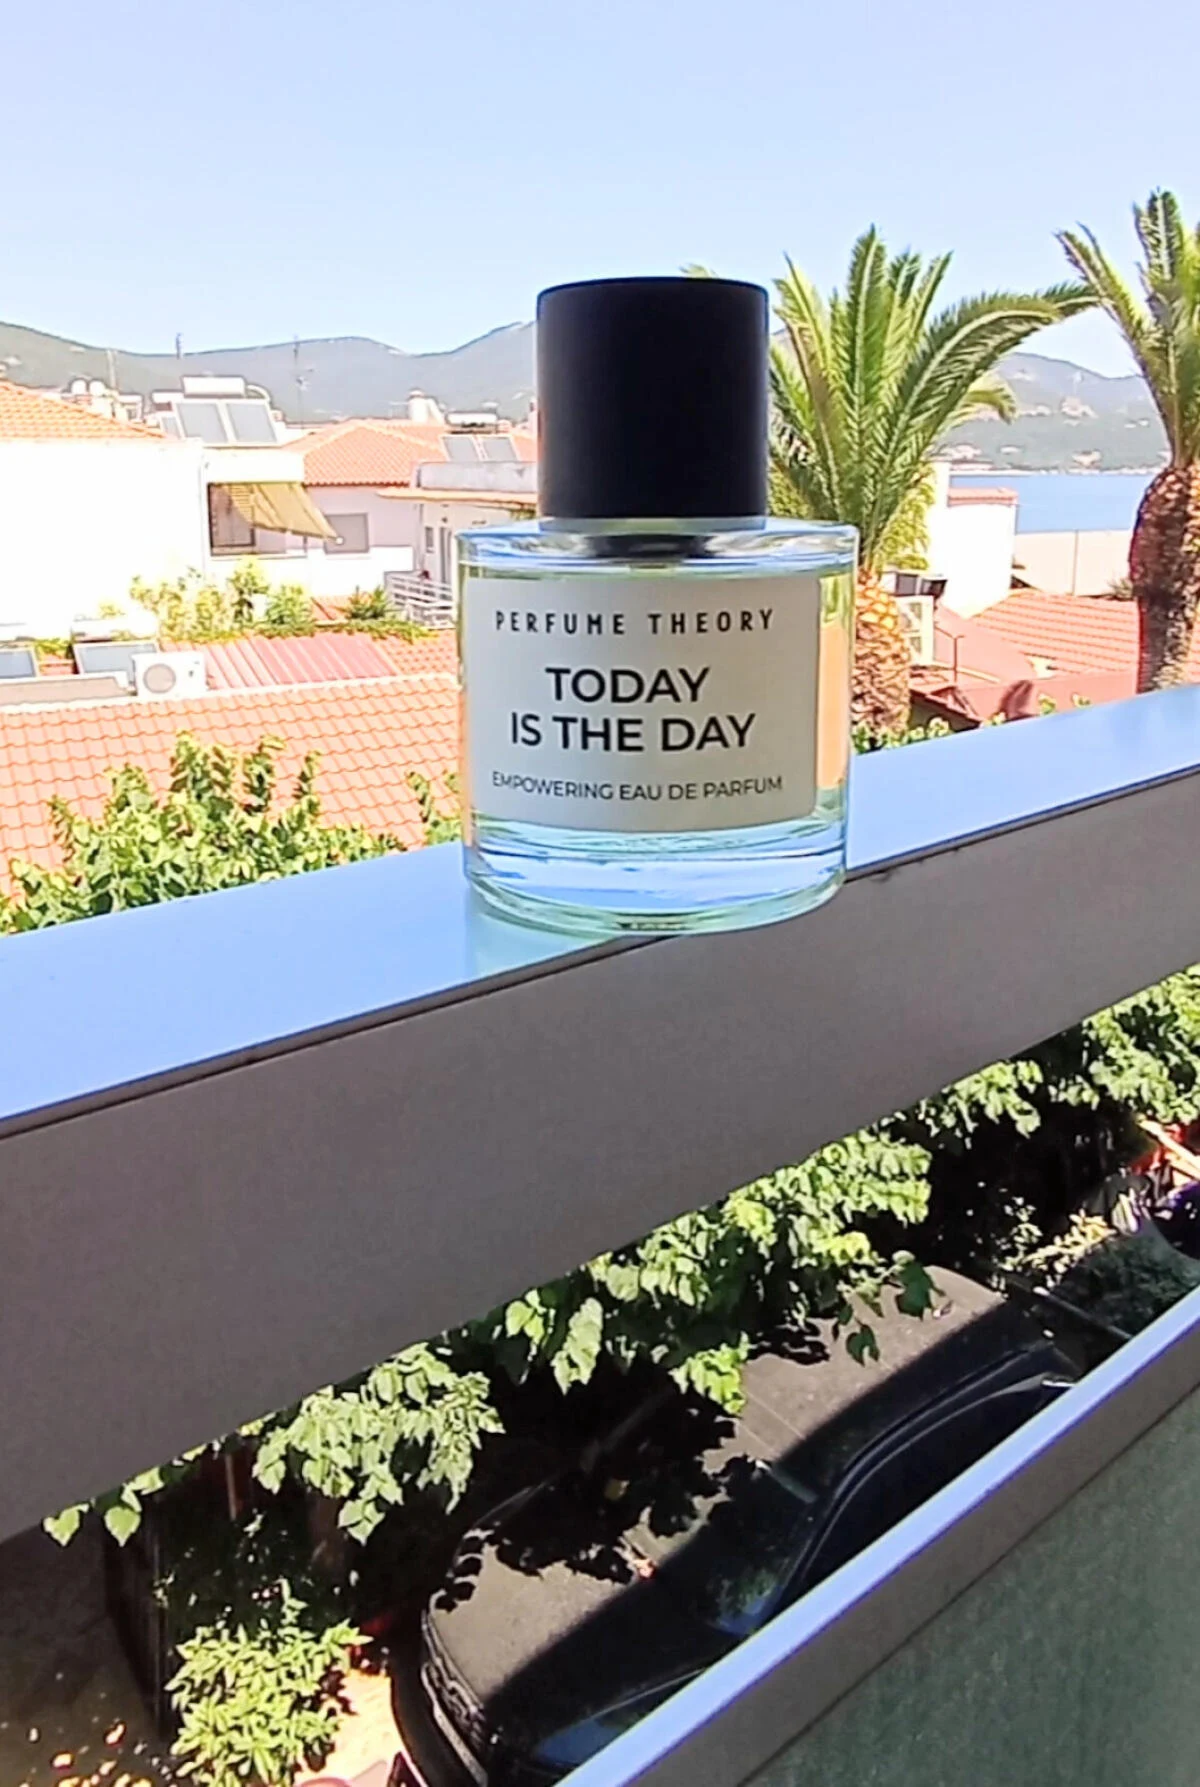 PERFUME THEORY
TODAY
IS THE DAY
EMPOWERING EAU DE PARFUM